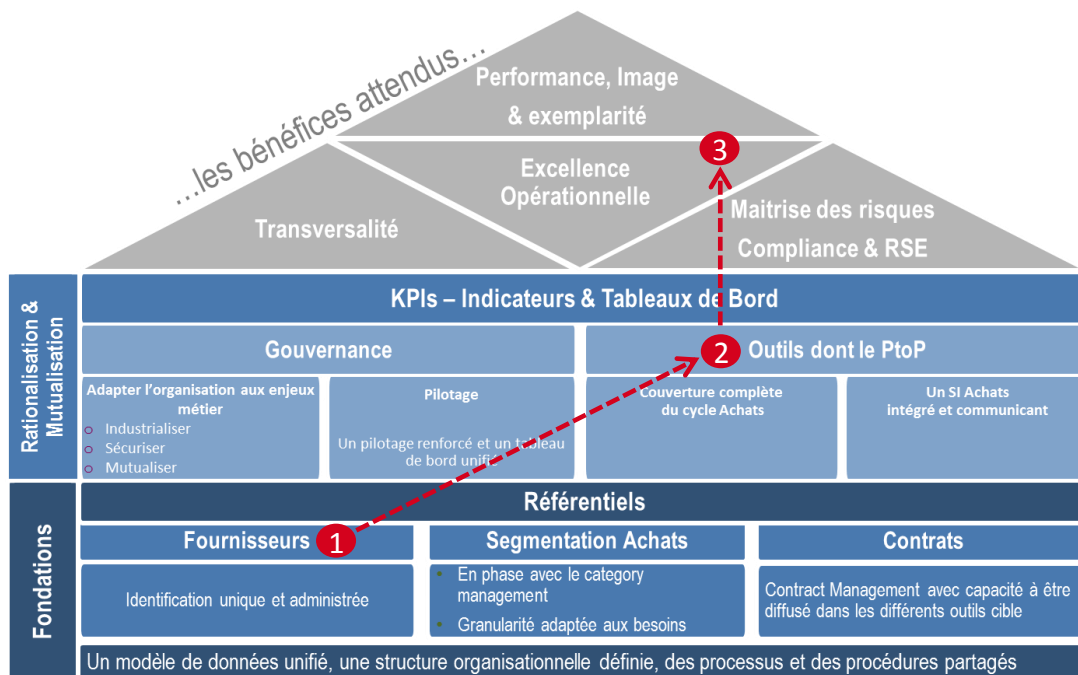 …les bénéfices attendus…
Performance, Image
& exemplarité
3
Excellence
Opérationnelle
Transversalité
Maitrise des risques
Compliance & RSE
Rationalisation &
Mutualisation
KPIs – Indicateurs & Tableaux de Bord
Gouvernance
2
Outils dont le PtoP
Adapter l’organisation aux enjeux
métier
o Industrialiser
o Sécuriser
o Mutualiser
Pilotage
Un pilotage renforcé et un tableau
de bord unifié
Couverture complète
du cycle Achats
Un SI Achats
intégré et communicant
Fondations
Référentiels
Fournisseurs
1
Segmentation Achats
Contrats
Identification unique et administrée
• En phase avec le category
management
• Granularité adaptée aux besoins
Contract Management avec capacité à être
diffusé dans les différents outils cible
Un modèle de données unifié, une structure organisationnelle définie, des processus et des procédures partagés